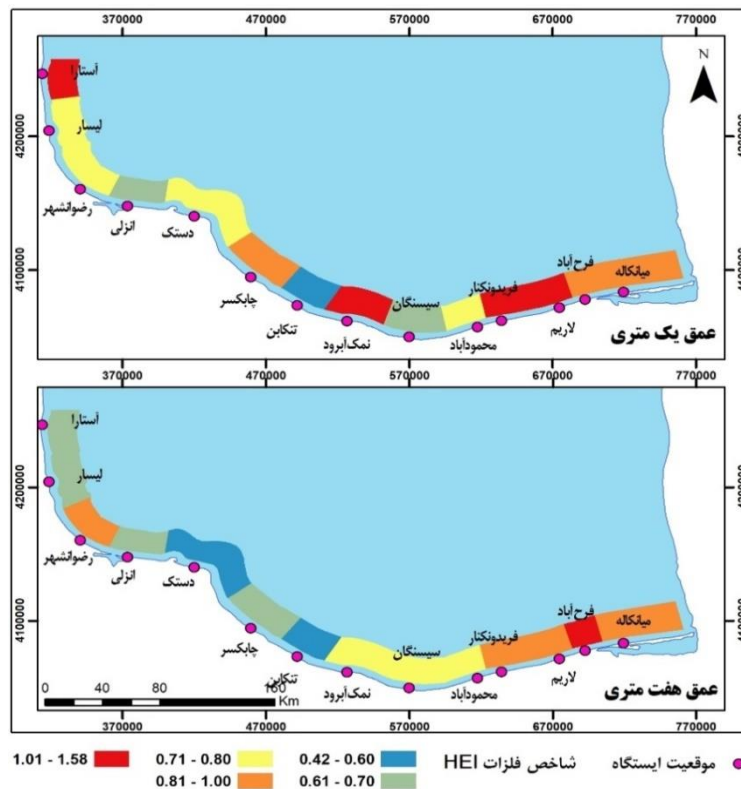 370000 470000 570000 670000 770000
N
آستارا
4200000 4200000
لیسار
رضوانشهر
انزلی
دستک
4100000 4100000
فرح‌آباد
میانکاله
چابکسر
سیسنگان
فریدونکنار
تنکابن
نمک‌آبرود
محمودآباد
لاریم
عمق یک متری
370000 470000 570000 670000 770000
آستارا
4200000 4200000
لیسار
رضوانشهر
انزلی
دستک
4100000 4100000
فرح‌آباد
میانکاله
چابکسر
سیسنگان
فریدونکنار
تنکابن
نمک‌آبرود
محمودآباد
لاریم
عمق هفت متری
0 40 80 160
Km
370000 470000 570000 670000 770000
موقعیت ایستگاه
شاخص فلزات HEI
0.42 - 0.60
0.71 - 0.80
1.01 - 1.58
0.61 - 0.70
0.81 - 1.00